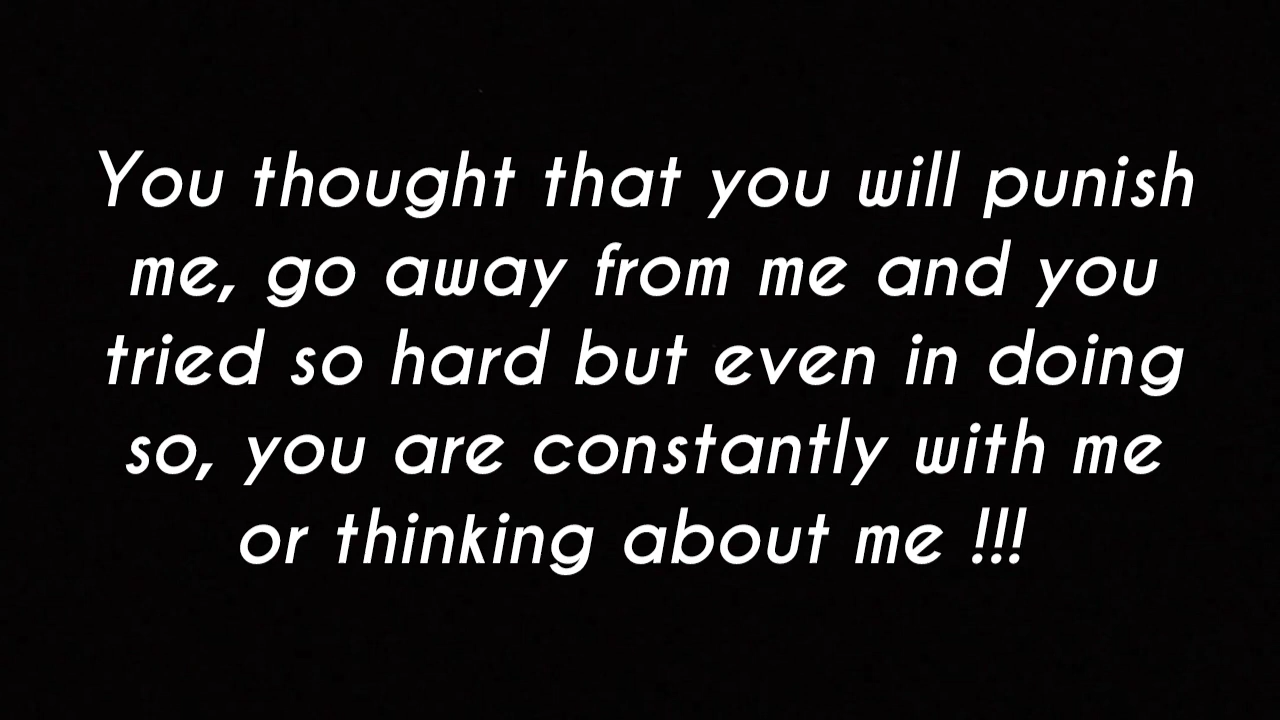 You thought that you will punish
me, go away from me and you
tried so hard but even in doing
so, you are constantly with me
or thinking about me !!!